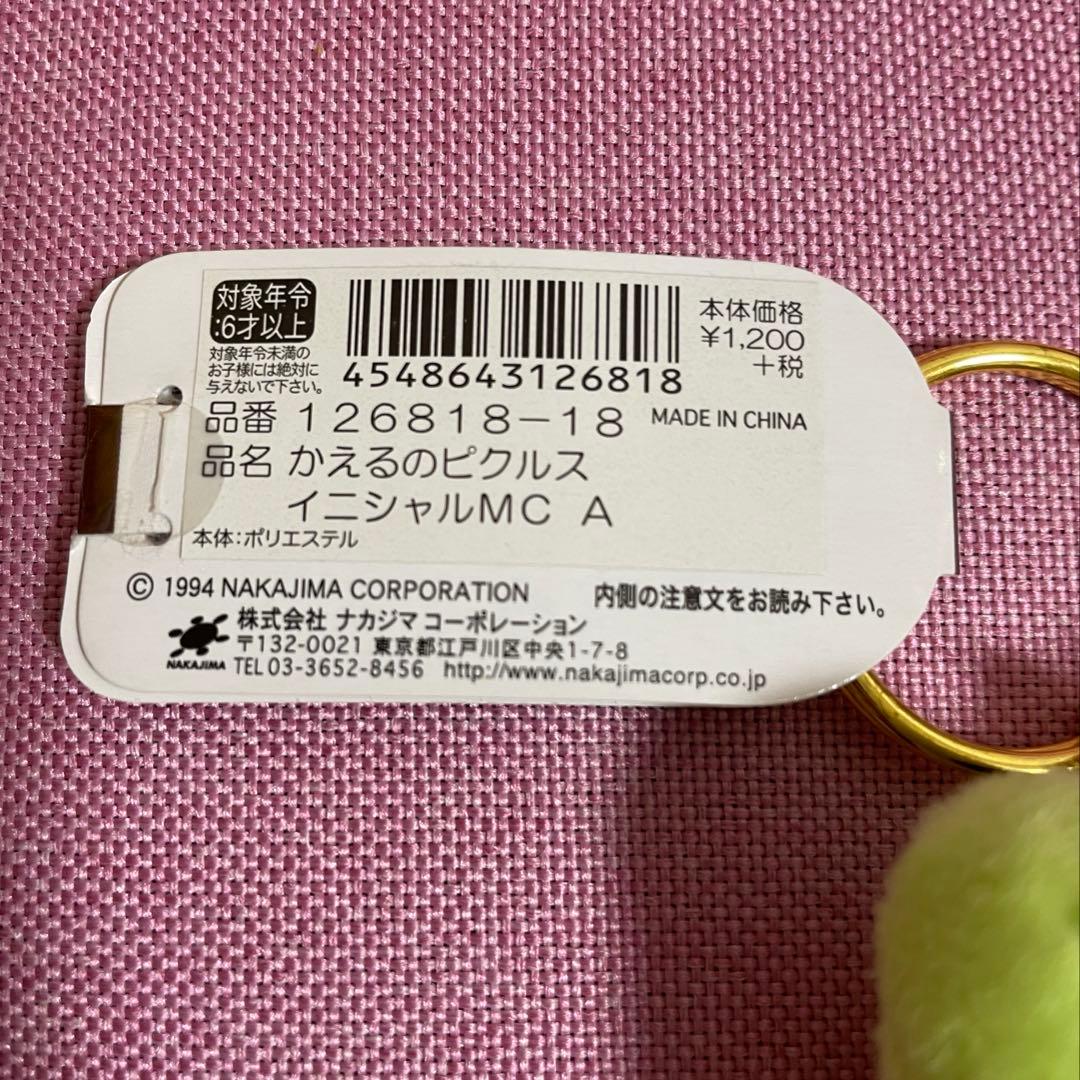 対象年令
:6才以上
対象年令未満の
お子様には絶対に
与えないで下さい。
4548643126818
本体価格
¥1,200
+税
品番 126818-18
MADE IN CHINA
品名 かえるのピクルス
イニシャルMC A
本体:ポリエステル
© 1994 NAKAJIMA CORPORATION
内側の注意文をお読み下さい。
NAKAJIMA
株式会社 ナカジマ コーポレーション
〒132-0021 東京都江戸川区中央1-7-8
TEL 03-3652-8456 http://www.nakajimacorp.co.jp